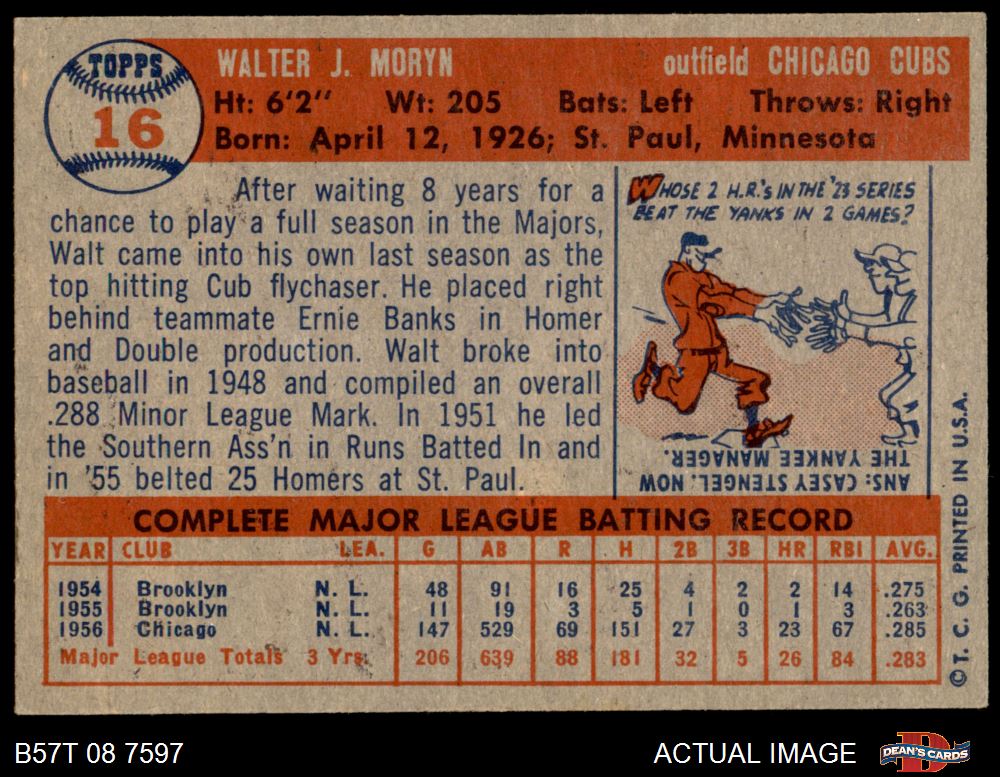 TOPPS
16
WALTER J. MORYN outfield CHICAGO CUBS
Ht: 6'2" Wt: 205 Bats: Left Throws: Right
Born: April 12, 1926; St. Paul, Minnesota
After waiting 8 years for a
chance to play a full season in the Majors,
Walt came into his own last season as the
top hitting Cub flychaser. He placed right
behind teammate Ernie Banks in Homer
and Double production. Walt broke into
baseball in 1948 and compiled an overall
.288 Minor League Mark. In 1951 he led
the Southern Ass'n in Runs Batted In and
in '55 belted 25 Homers at St. Paul.
WHOSE 2 H.R.'s IN THE '23 SERIES
BEAT THE YANKS IN 2 GAMES?
ANS: CASEY STENGEL, NOW
THE YANKEE MANAGER.
COMPLETE MAJOR LEAGUE BATTING RECORD
YEAR CLUB LEA. G AB R H 2B 3B HR RBI AVG.
1954 Brooklyn N. L. 48 91 16 25 4 2 2 14 .275
1955 Brooklyn N. L. 11 19 3 5 1 0 1 3 .263
1956 Chicago N. L. 147 529 69 151 27 3 23 67 .285
Major League Totals 3 Yrs. 206 639 88 181 32 5 26 84 .283
© T. C. G. PRINTED IN U.S.A.
B57T 08 7597 ACTUAL IMAGE
D
DEAN'S CARDS